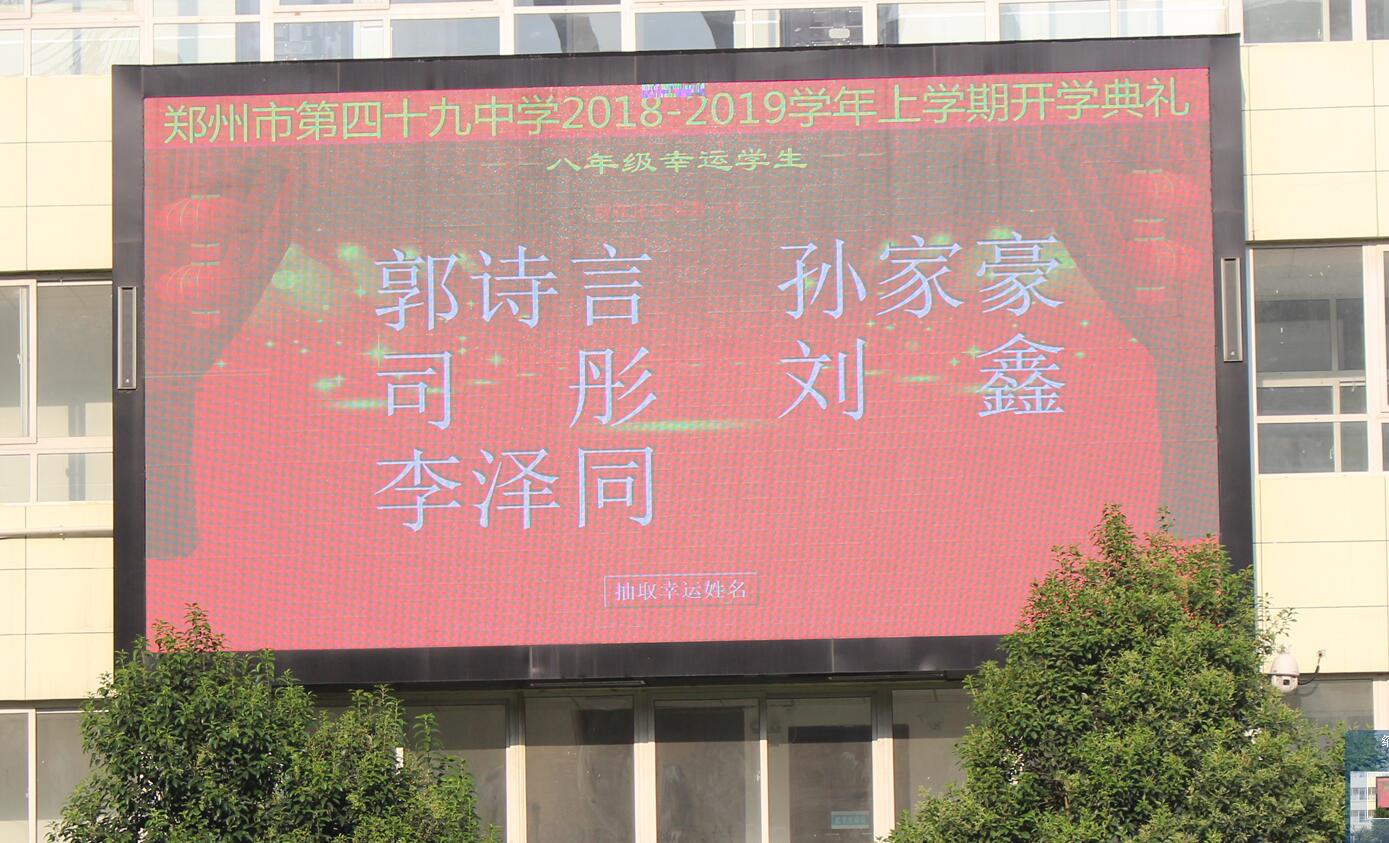 郑州市第四十九中学2018-2019学年上学期开学典礼
——八年级幸运学生——
郭诗言 孙家豪
司 彤 刘 鑫
李泽同
抽取幸运姓名